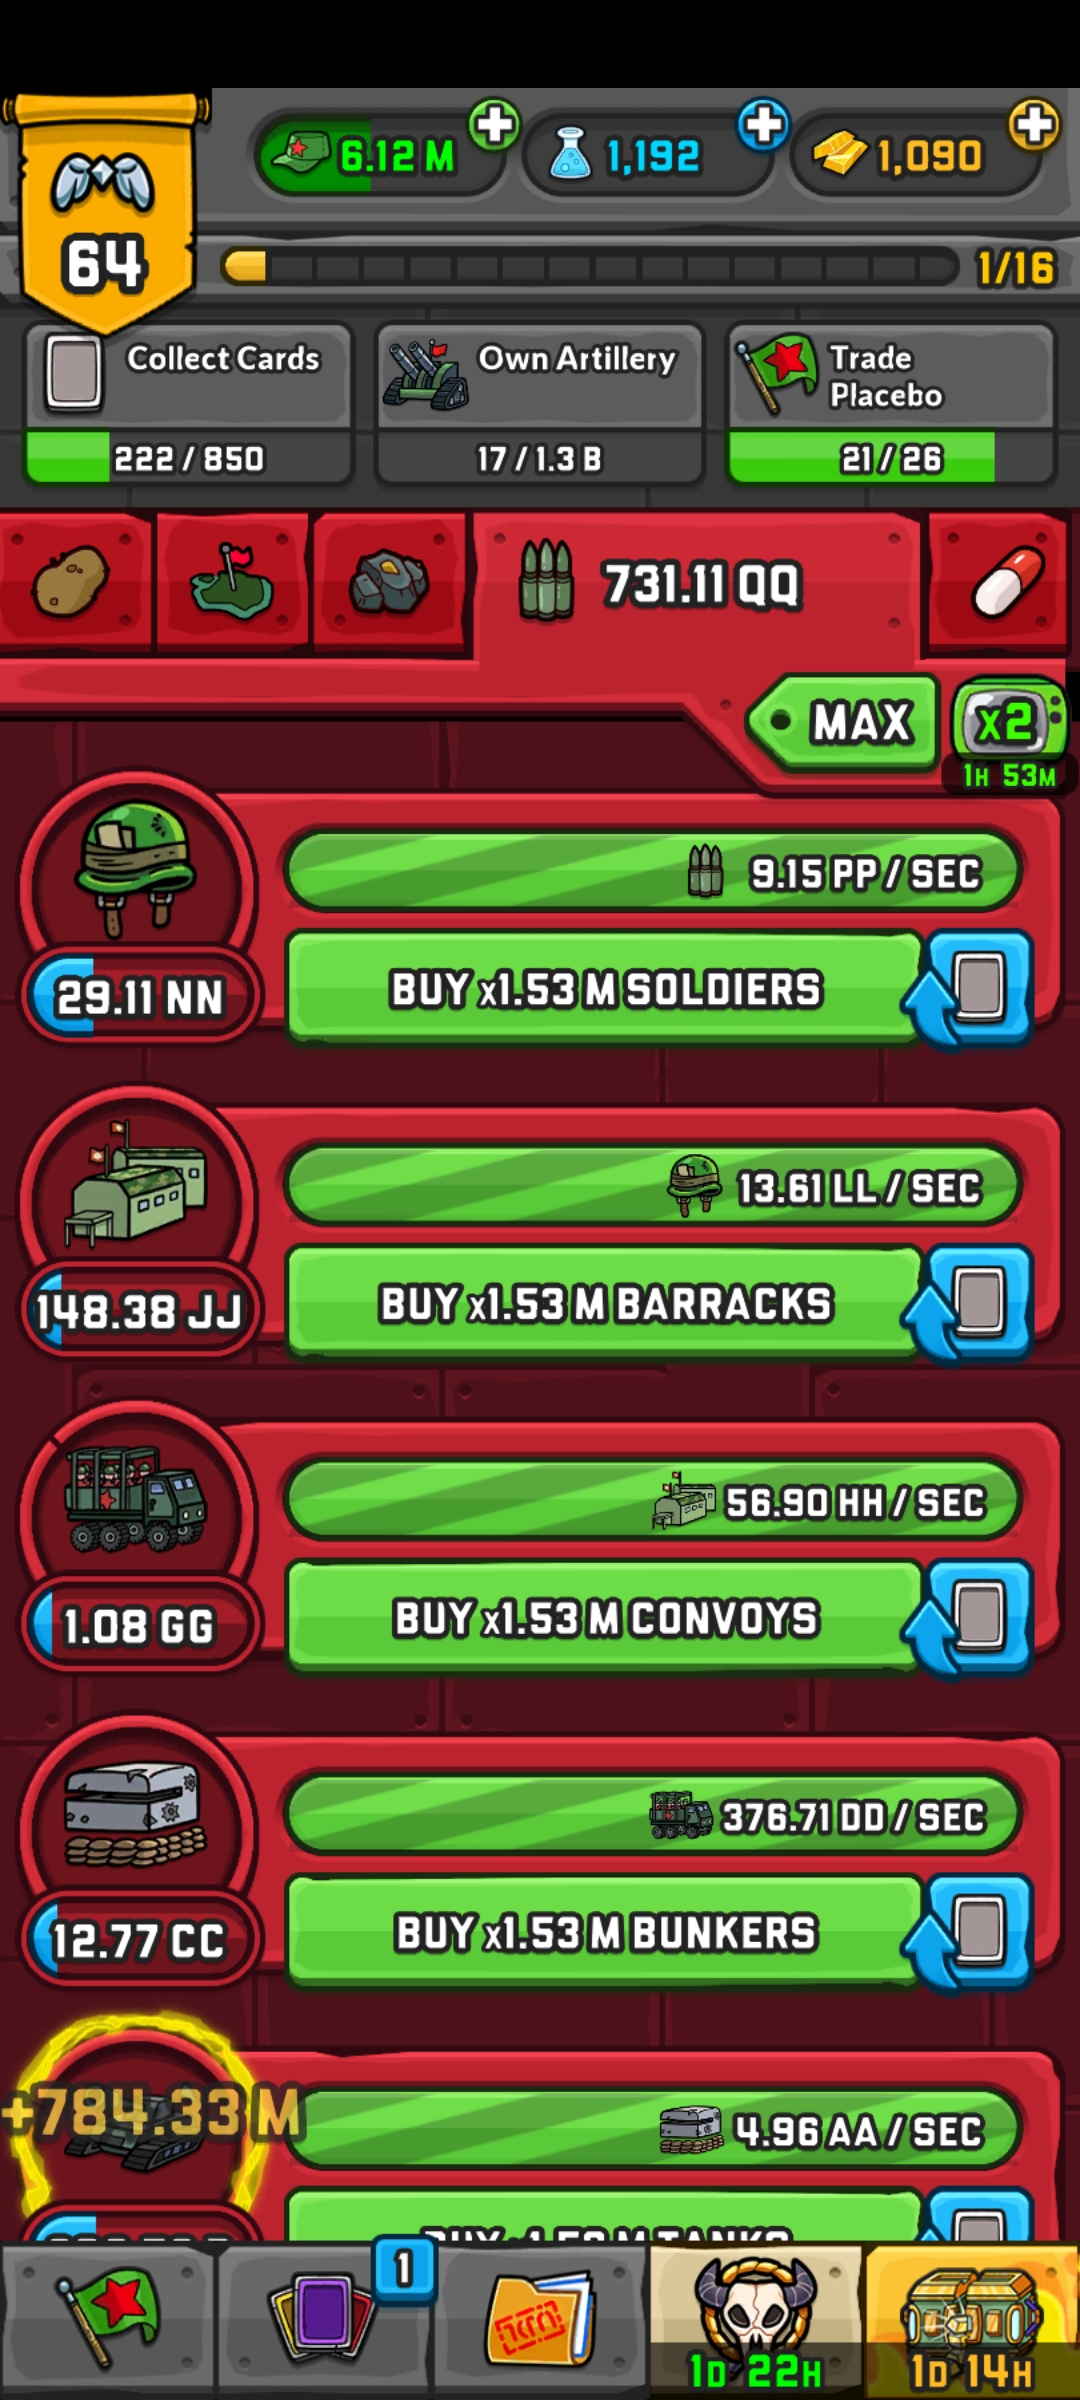 6.12 M
1,192
1,090
64
1/16
Collect Cards
222 / 850
Own Artillery
17 / 1.3 B
Trade
Placebo
21 / 26
731.11 QQ
MAX
x2
1H 53M
9.15 PP / SEC
29.11 NN
BUY x1.53 M SOLDIERS
13.61 LL / SEC
148.38 JJ
BUY x1.53 M BARRACKS
56.90 HH / SEC
1.08 GG
BUY x1.53 M CONVOYS
376.71 DD / SEC
12.77 CC
BUY x1.53 M BUNKERS
+784.33 M
4.96 AA / SEC
BUY x1.53 M TANKS
1
1D 22H
1D 14H